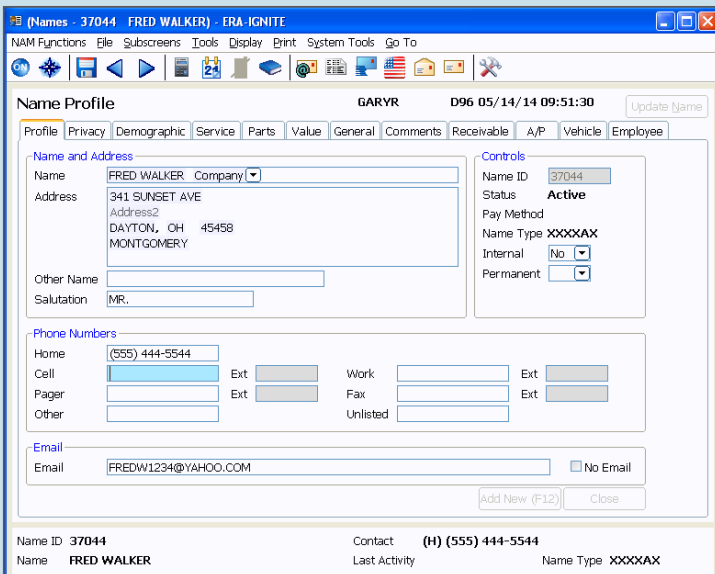 (Names - 37044 FRED WALKER) - ERA-IGNITE
NAM Functions File Subscreens Tools Display Print System Tools Go To
ON 24
Name Profile GARYR D96 05/14/14 09:51:30 Update Name
Profile Privacy Demographic Service Parts Value General Comments Receivable A/P Vehicle Employee
Name and Address
Name FRED WALKER Company
Address 341 SUNSET AVE
Address2
DAYTON, OH 45458
MONTGOMERY
Other Name
Salutation MR.
Controls
Name ID 37044
Status Active
Pay Method
Name Type XXXXAX
Internal No
Permanent
Phone Numbers
Home (555) 444-5544
Cell Ext Work Ext
Pager Ext Fax Ext
Other Unlisted
Email
Email FREDW1234@YAHOO.COM No Email
Add New (F12) Close
Name ID 37044 Contact (H) (555) 444-5544
Name FRED WALKER Last Activity Name Type XXXXAX